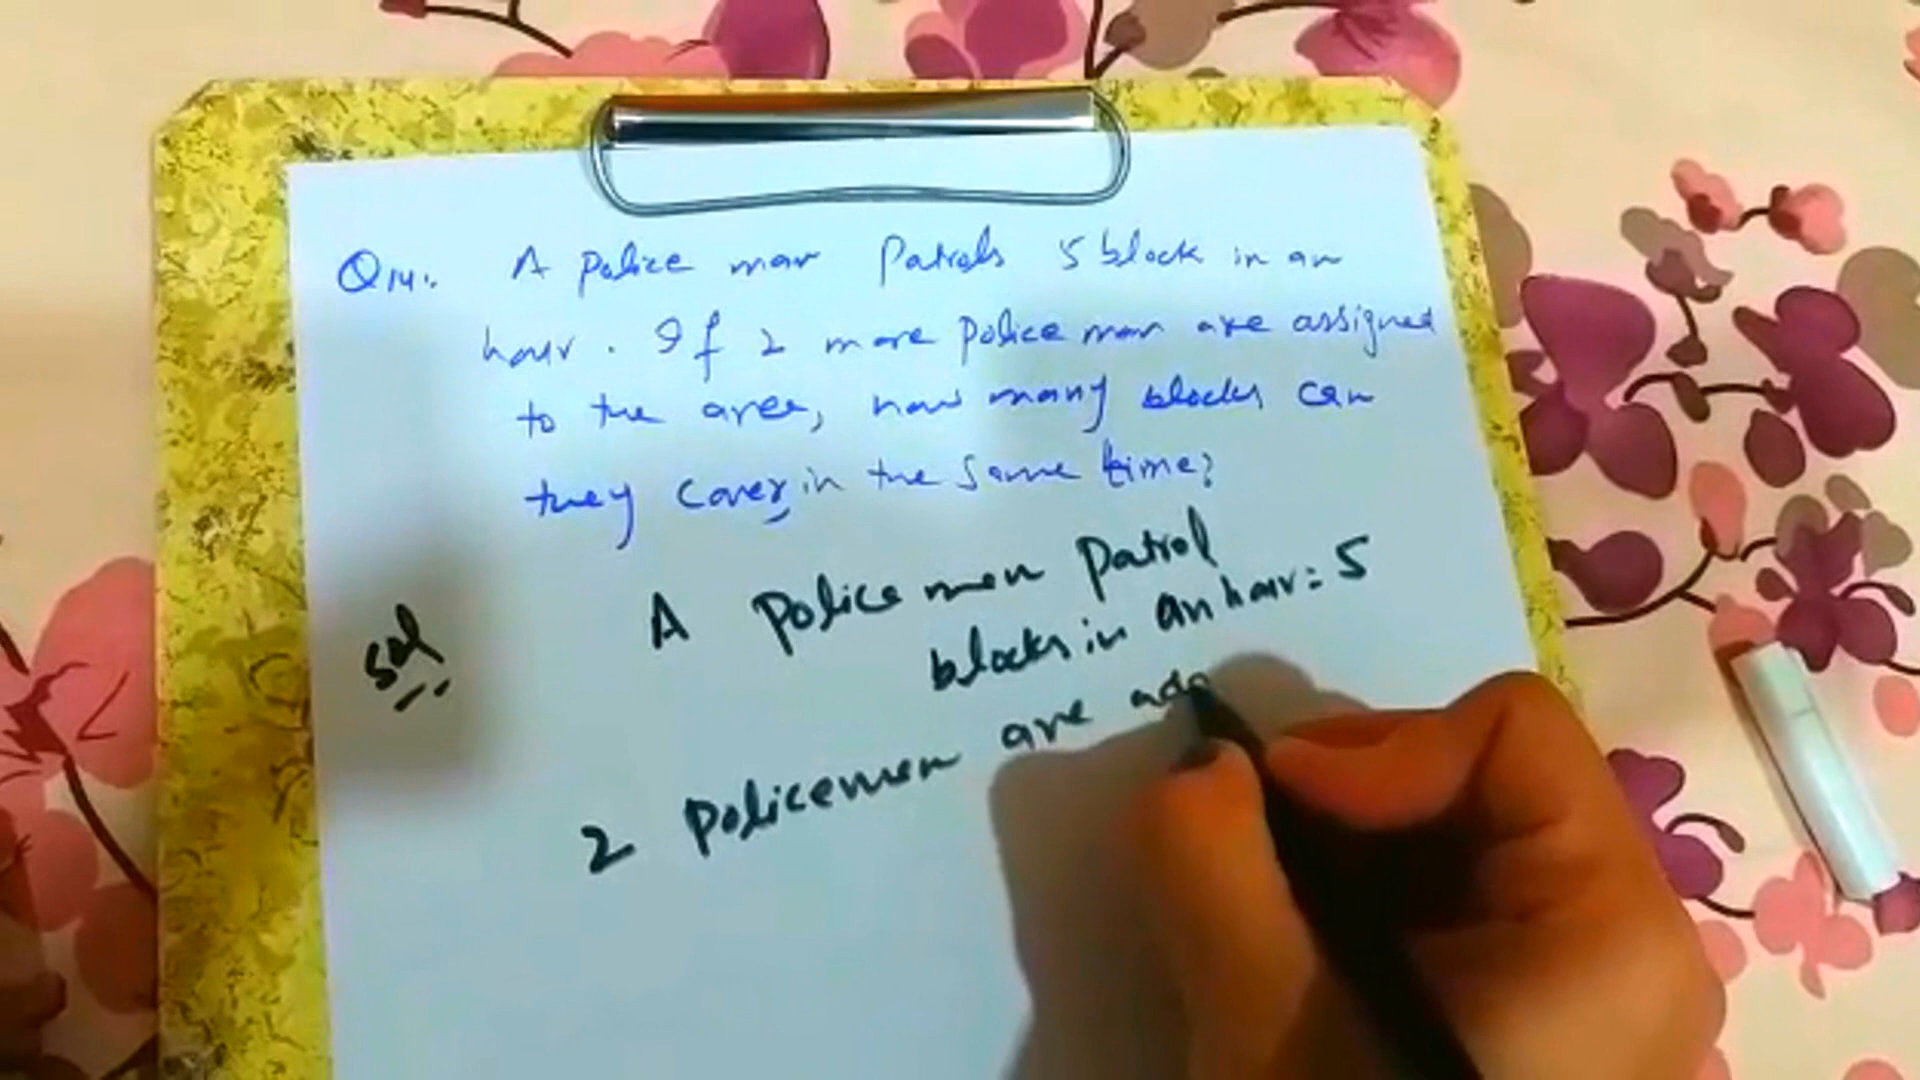 Q14. A Police man Patrols 5 block in an
hour. If 2 more Police man are assigned
to the area, how many blocks can
they cover in the same time?
Sol
A Police men Patrol
blocks in an hour = 5
2 Policemen are add